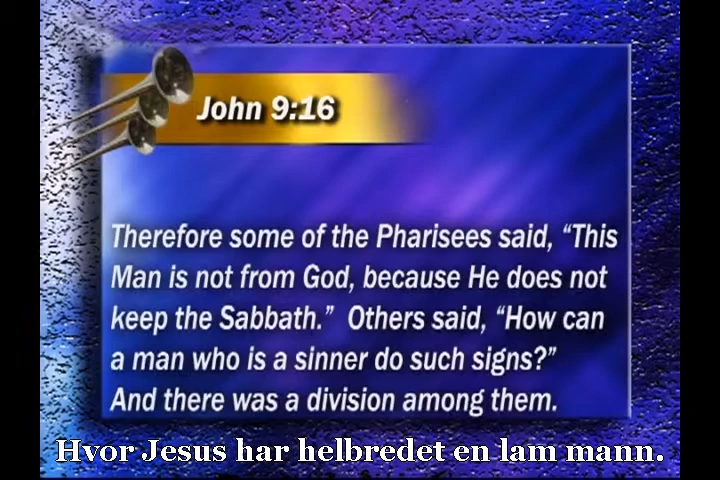 John 9:16
Therefore some of the Pharisees said, “This
Man is not from God, because He does not
keep the Sabbath.” Others said, “How can
a man who is a sinner do such signs?”
And there was a division among them.
Hvor Jesus har helbredet en lam mann.